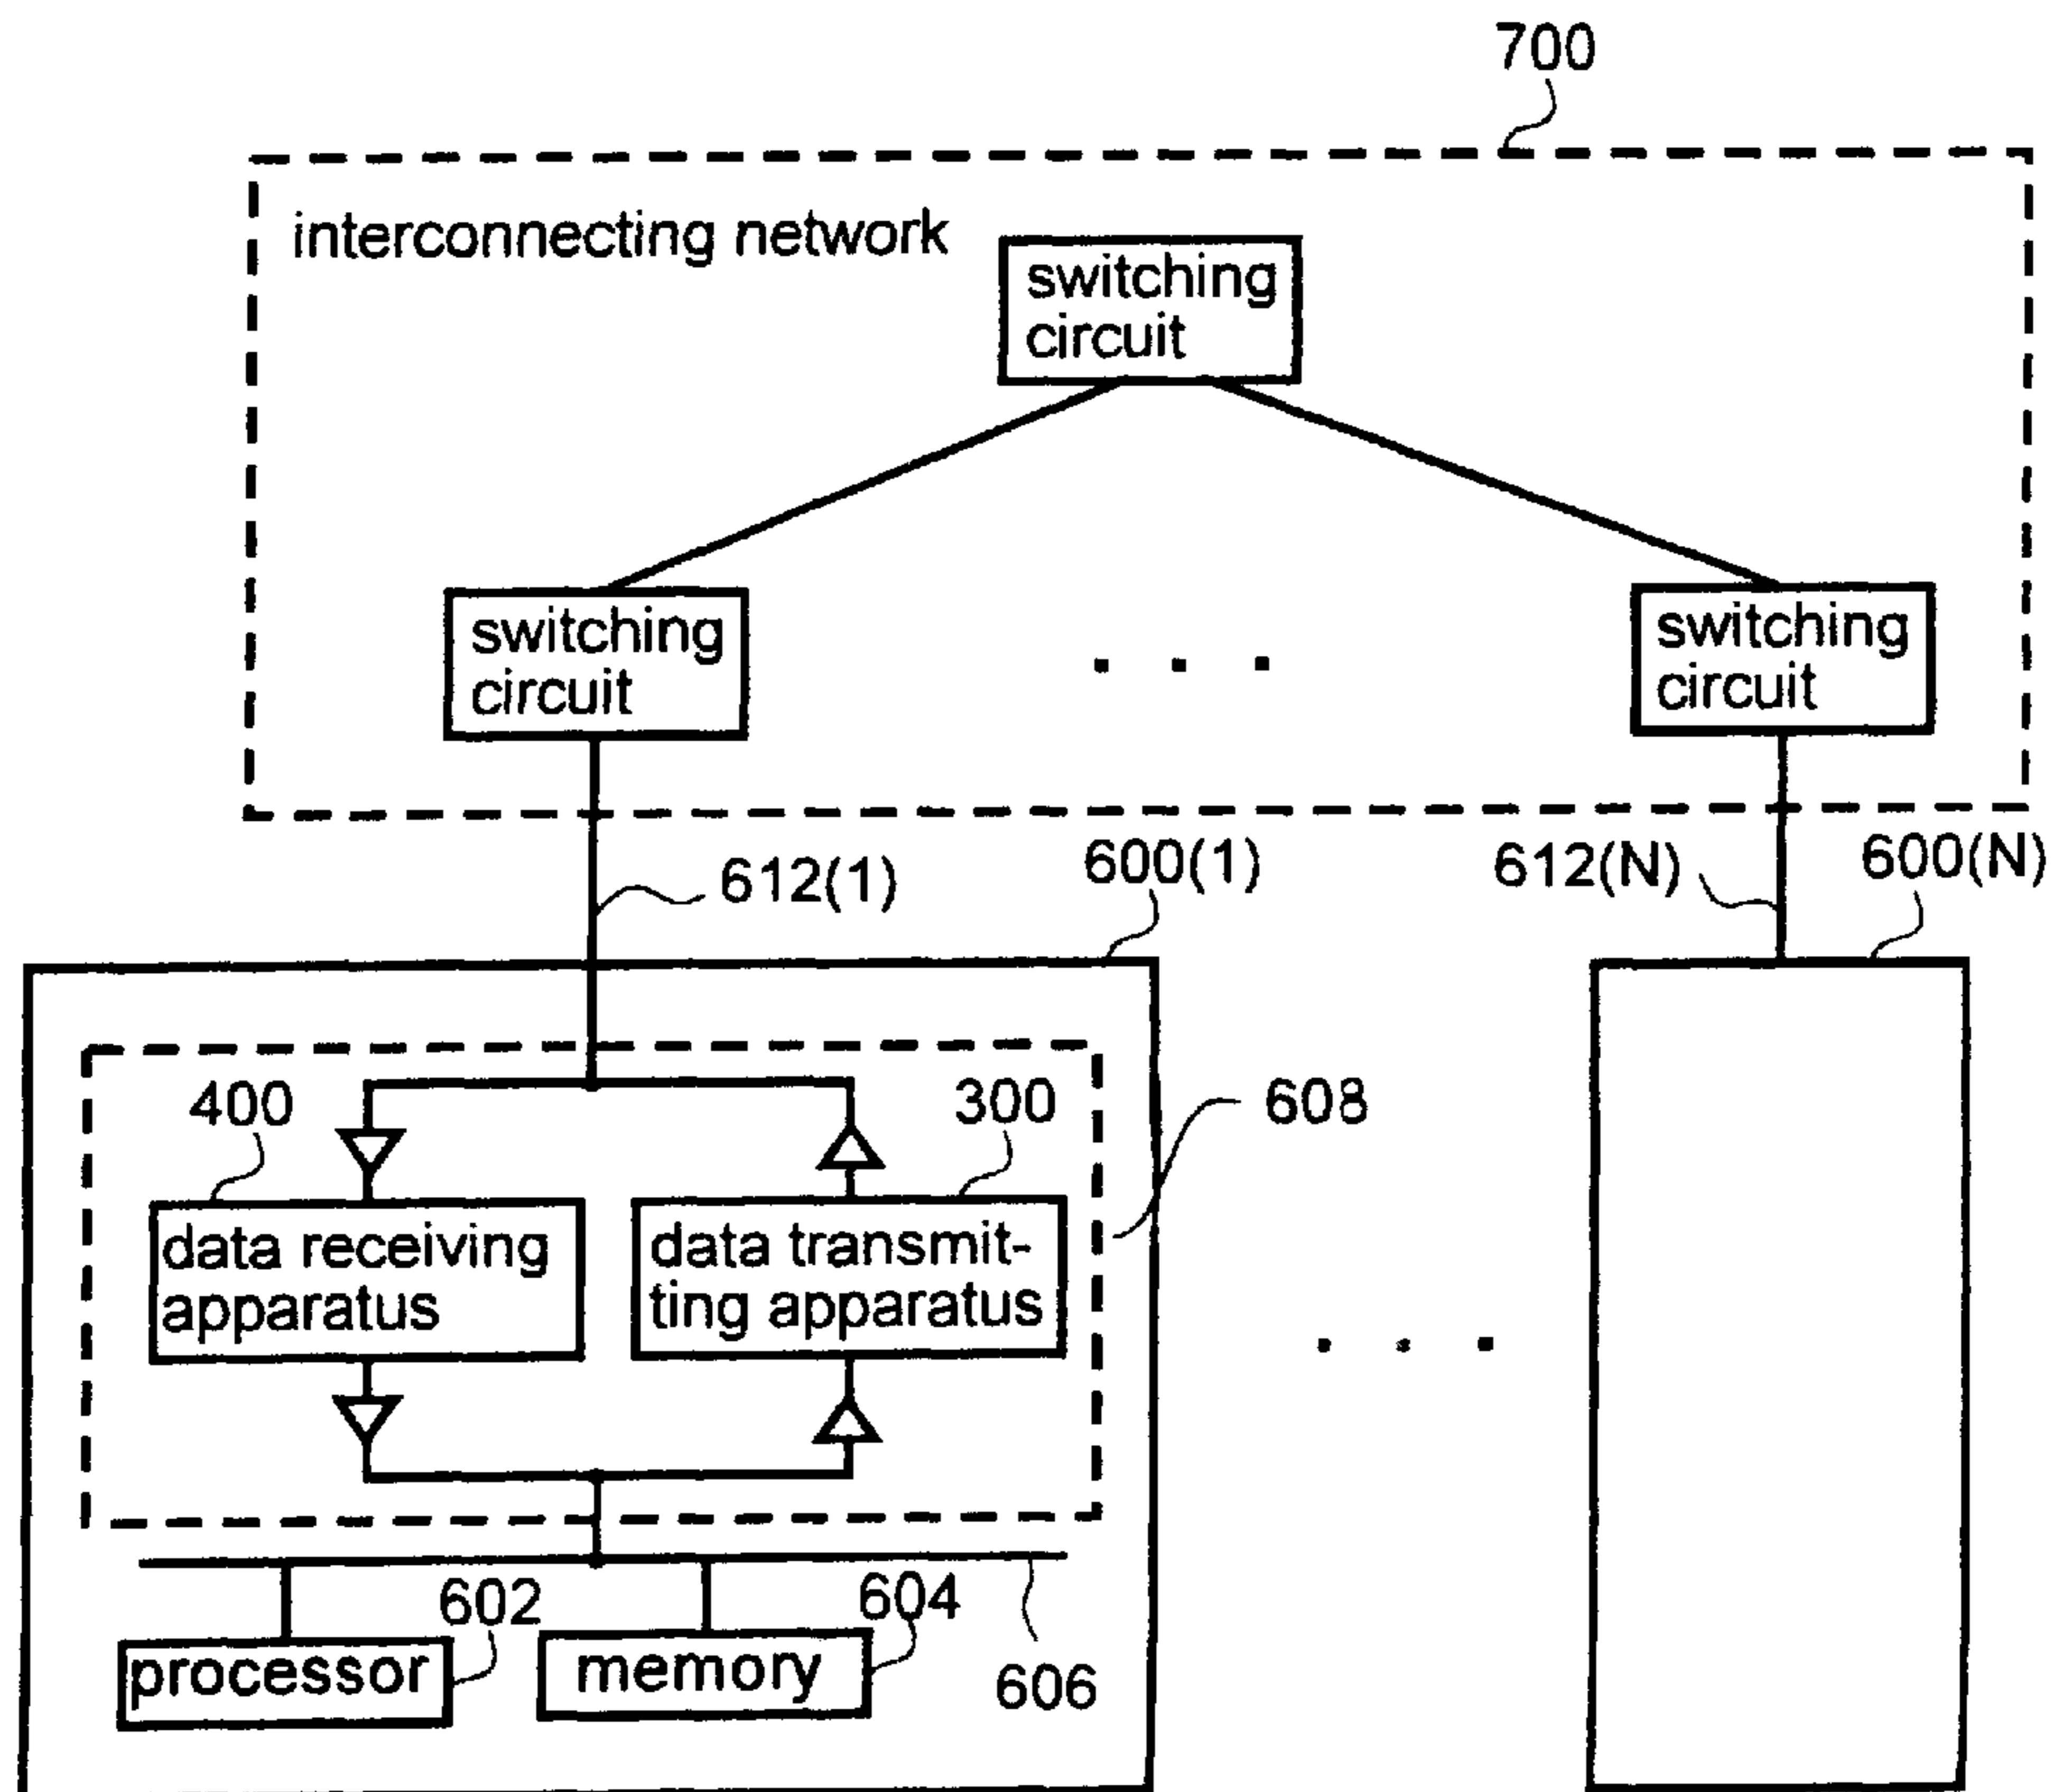 700
interconnecting network
switching
circuit
switching
circuit
. . .
switching
circuit
612(1)
600(1)
612(N)
600(N)
400
300
608
data receiving
apparatus
data transmit-
ting apparatus
. . .
602
604
606
processor
memory